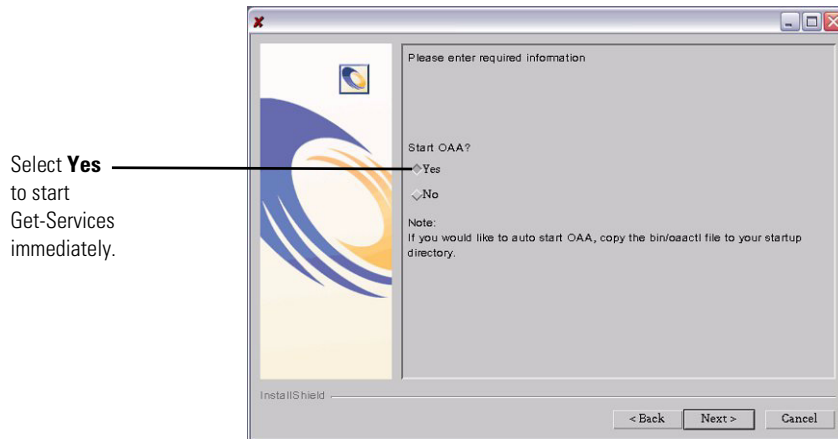 Please enter required information
Start OAA?
Yes
No
Note:
If you would like to auto start OAA, copy the bin/oaactl file to your startup
directory.
Select Yes
to start
Get-Services
immediately.
InstallShield
< Back
Next >
Cancel